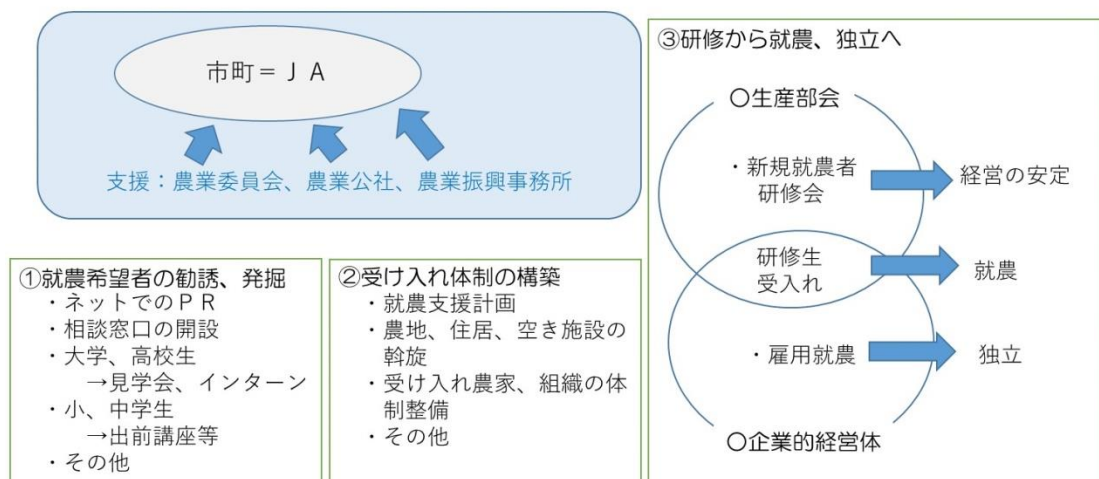 市町＝ＪＡ
支援：農業委員会、農業公社、農業振興事務所
①就農希望者の勧誘、発掘
・ネットでのＰＲ
・相談窓口の開設
・大学、高校生
→見学会、インターン
・小、中学生
→出前講座等
・その他
②受け入れ体制の構築
・就農支援計画
・農地、住居、空き施設の
斡旋
・受け入れ農家、組織の体
制整備
・その他
③研修から就農、独立へ
〇生産部会
・新規就農者
研修会
経営の安定
研修生
受入れ
就農
・雇用就農
独立
〇企業的経営体